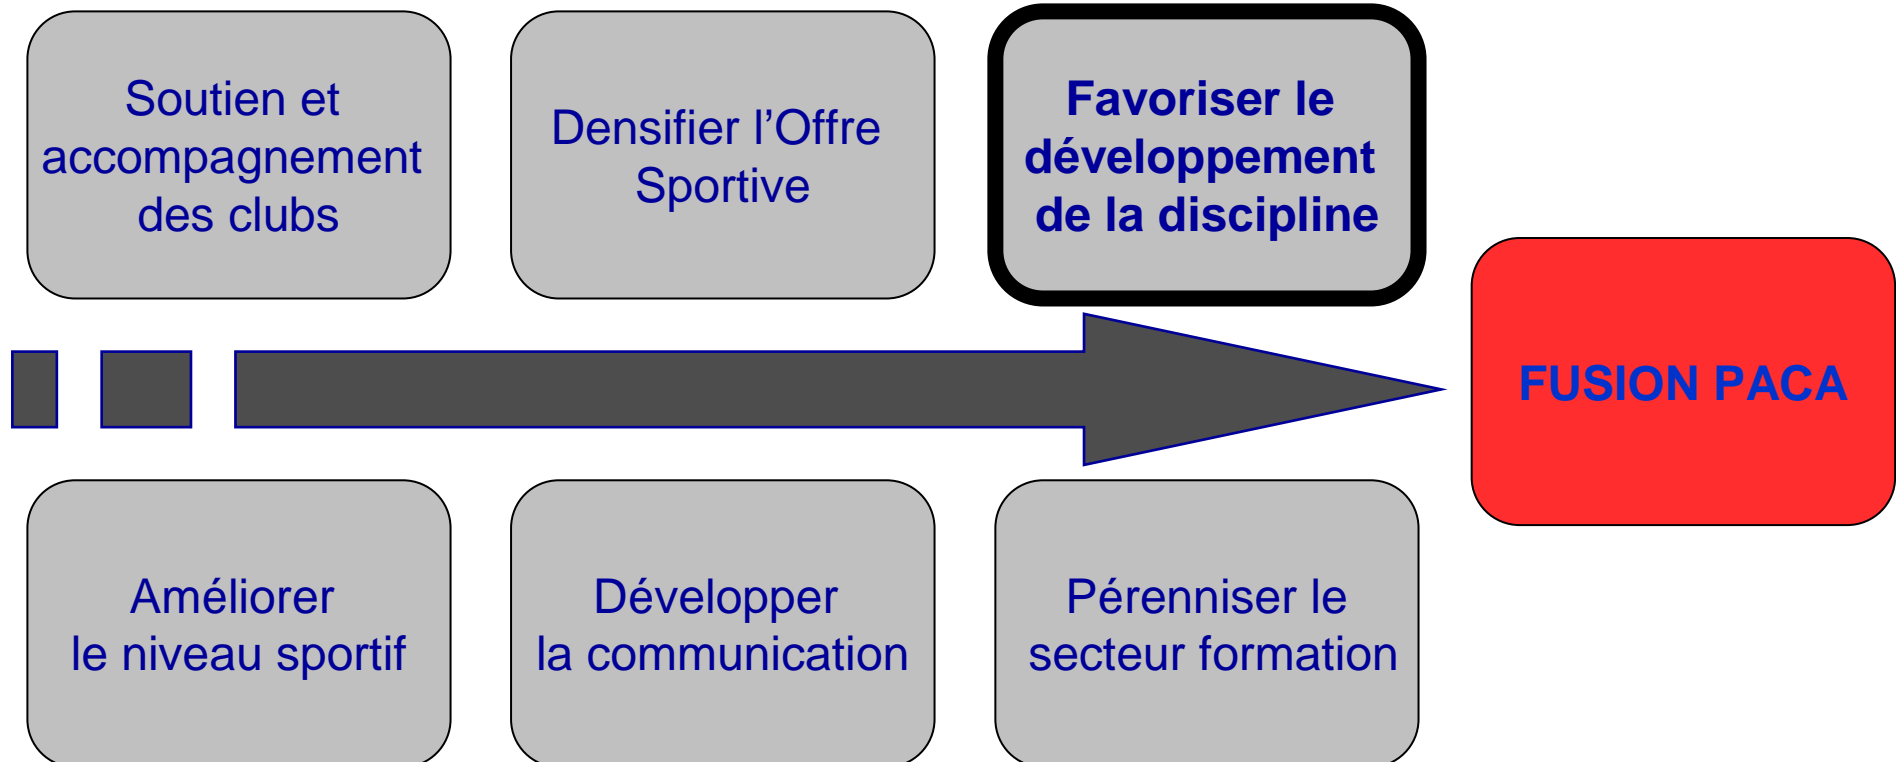 Soutien et
accompagnement
des clubs
Densifier l’Offre
Sportive
Favoriser le
développement
de la discipline
FUSION PACA
Améliorer
le niveau sportif
Développer
la communication
Pérenniser le
secteur formation